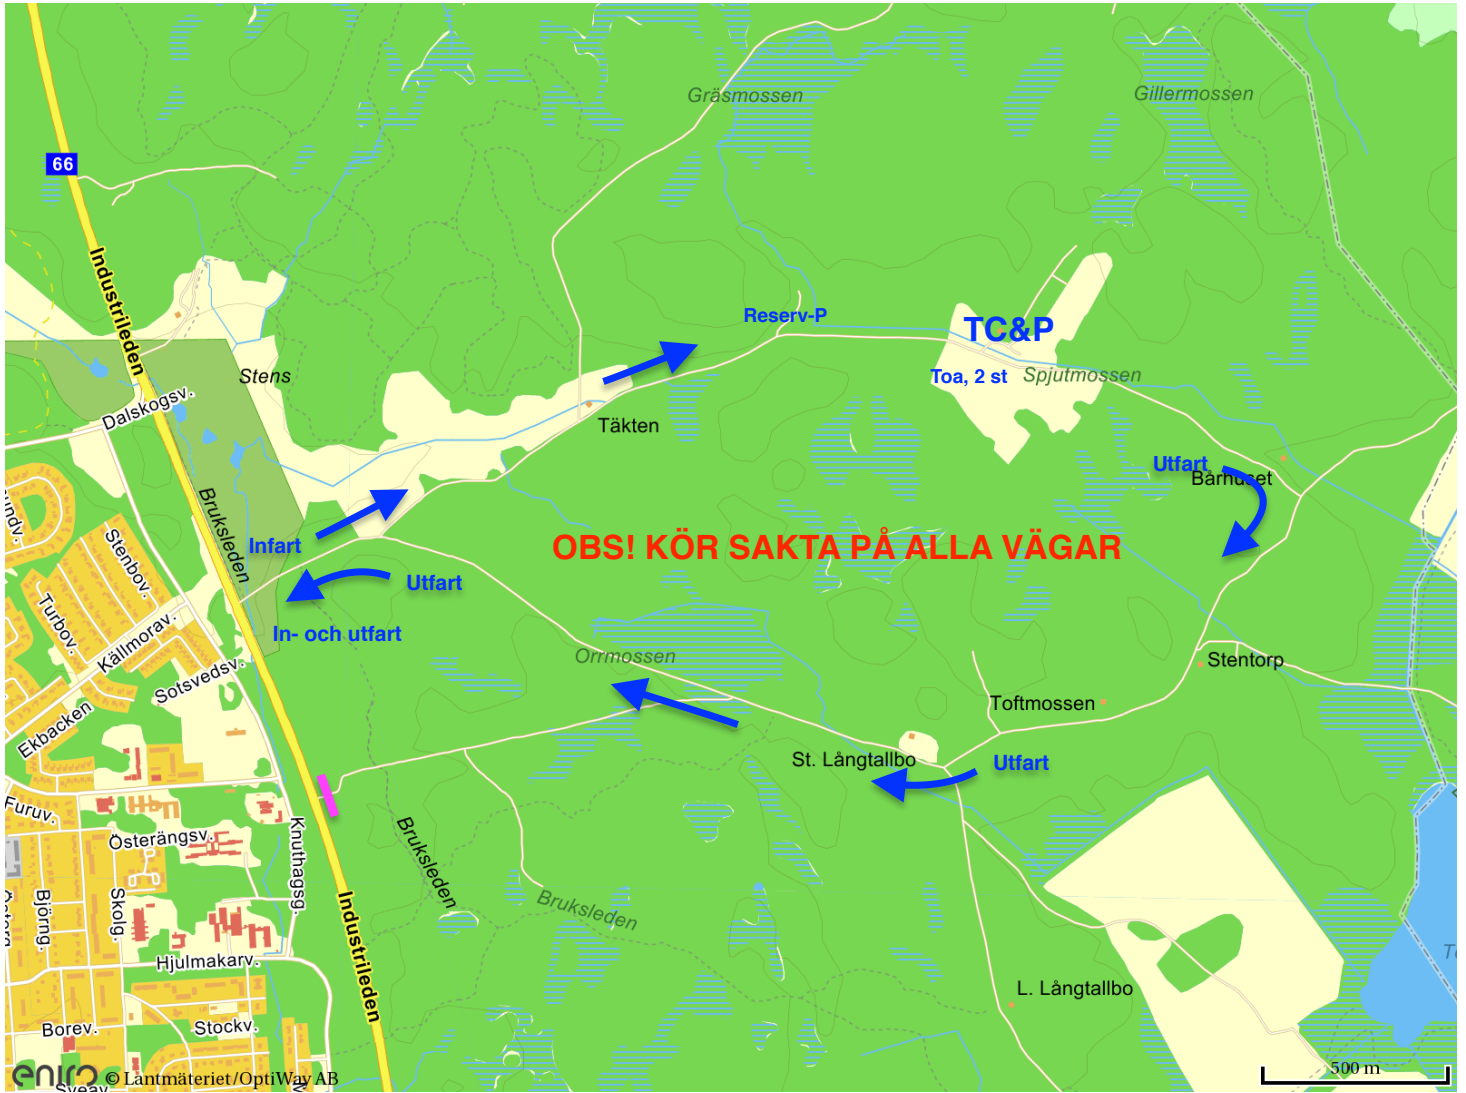 Gräsmossen
Gillermossen
66
Industrileden
Reserv-P
TC&P
Toa, 2 st
Spjutmossen
Stens
Dalskogsv.
Täkten
Utfart
Bårhuset
Bruksleden
Infart
OBS! KÖR SAKTA PÅ ALLA VÄGAR
Stenbov.
Utfart
Turbov.
In- och utfart
Källmorav.
Orrmossen
Stentorp
Sotsvedsv.
Toftmossen
Ekbacken
St. Långtallbo
Utfart
Furuv.
Österängsv.
Knuthagsg.
Bruksleden
Björng.
Skolg.
Bruksleden
Industrileden
Hjulmakarv.
L. Långtallbo
Borev.
Stockv.
eniro © Lantmäteriet/OptiWay AB
500 m
Sveav